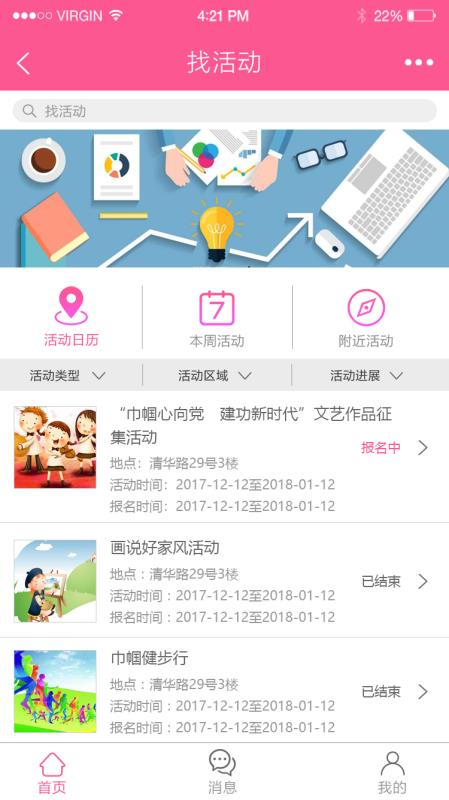 VIRGIN 4:21 PM 22%
找活动
找活动
活动日历 7 本周活动 附近活动
活动类型 活动区域 活动进展
“巾帼心向党 建功新时代”文艺作品征
集活动
报名中
地点：清华路29号3楼
活动时间：2017-12-12至2018-01-12
报名时间：2017-12-12至2018-01-12
画说好家风活动
地点：清华路29号3楼
已结束
活动时间：2017-12-12至2018-01-12
报名时间：2017-12-12至2018-01-12
巾帼健步行
地点：清华路29号3楼
已结束
活动时间：2017-12-12至2018-01-12
报名时间：2017-12-12至2018-01-12
首页 消息 我的